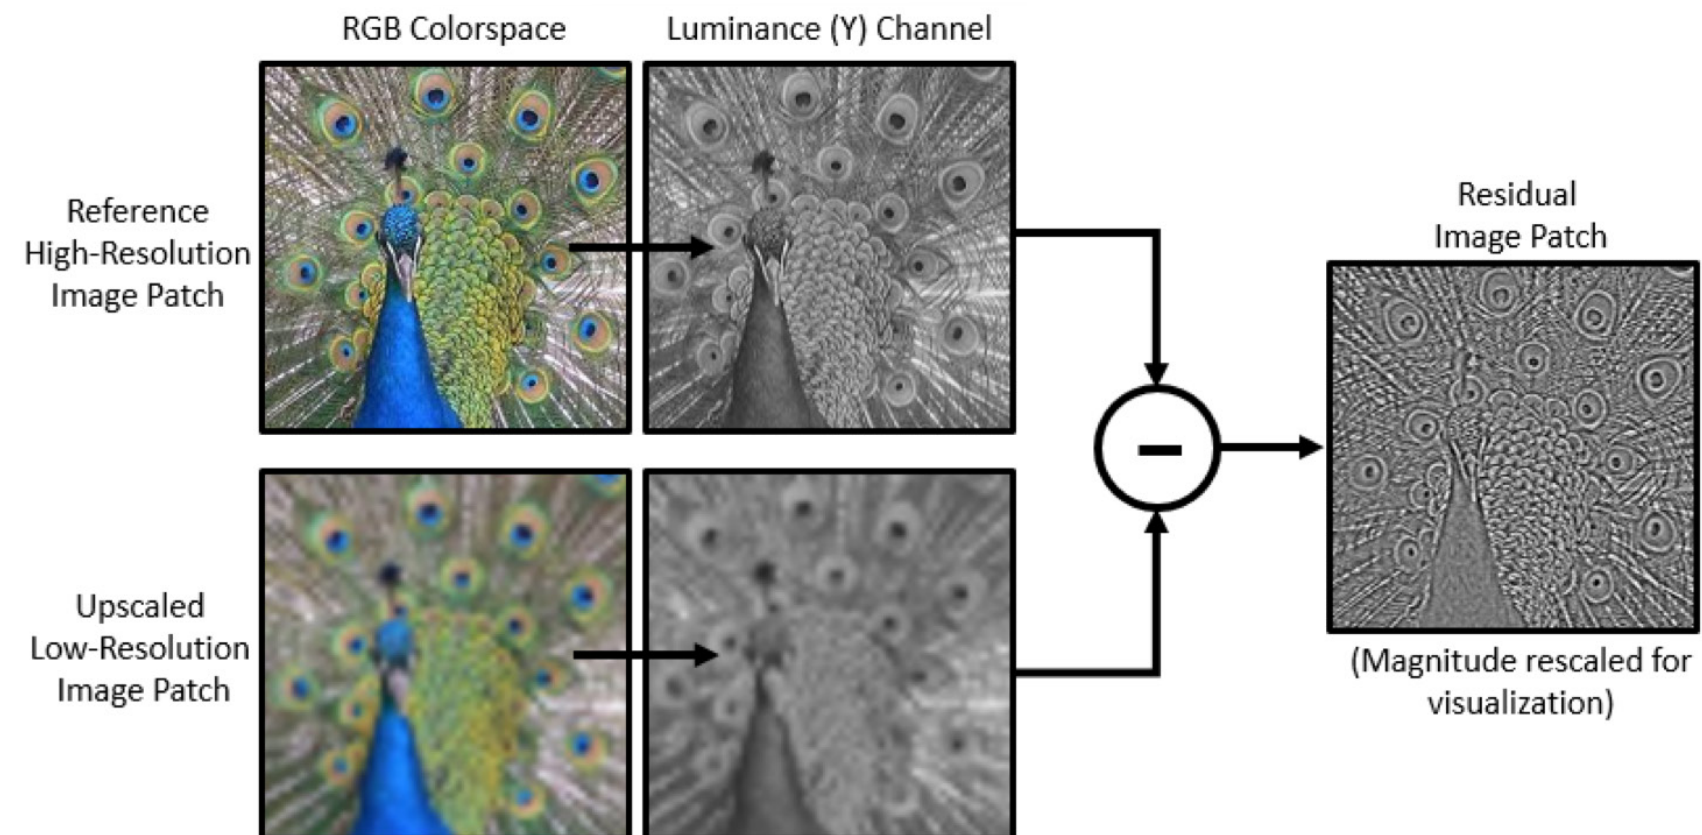 RGB Colorspace
Luminance (Y) Channel
Reference
High-Resolution
Image Patch
Residual
Image Patch
Upscaled
Low-Resolution
Image Patch
(Magnitude rescaled for
visualization)